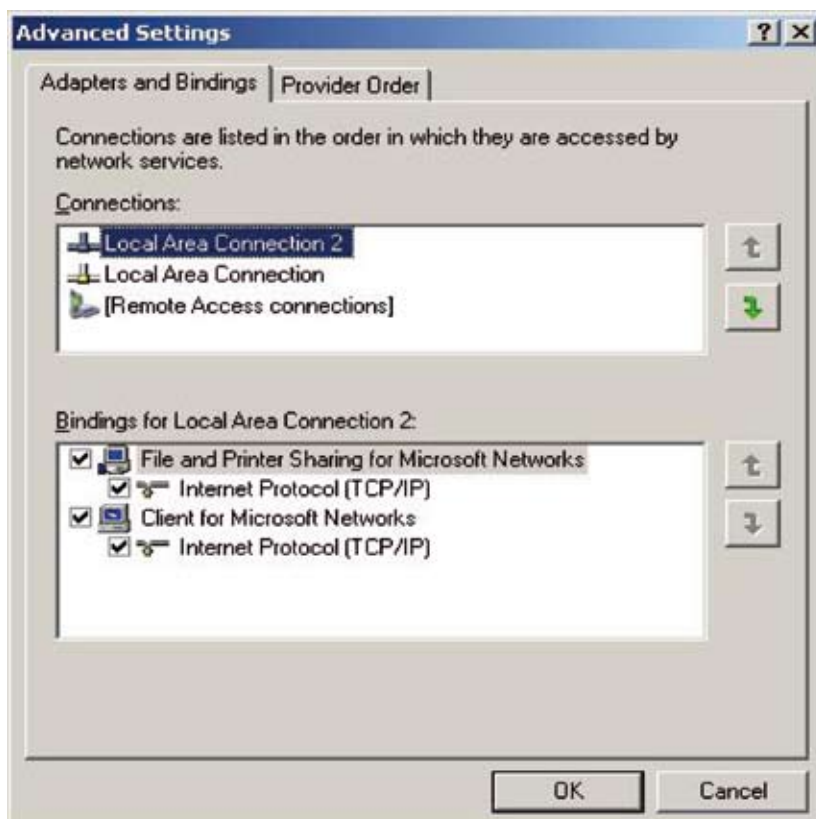 Advanced Settings
Adapters and Bindings
Provider Order
Connections are listed in the order in which they are accessed by
network services.
Connections:
Local Area Connection 2
Local Area Connection
[Remote Access connections]
Bindings for Local Area Connection 2:
File and Printer Sharing for Microsoft Networks
Internet Protocol (TCP/IP)
Client for Microsoft Networks
Internet Protocol (TCP/IP)
OK
Cancel